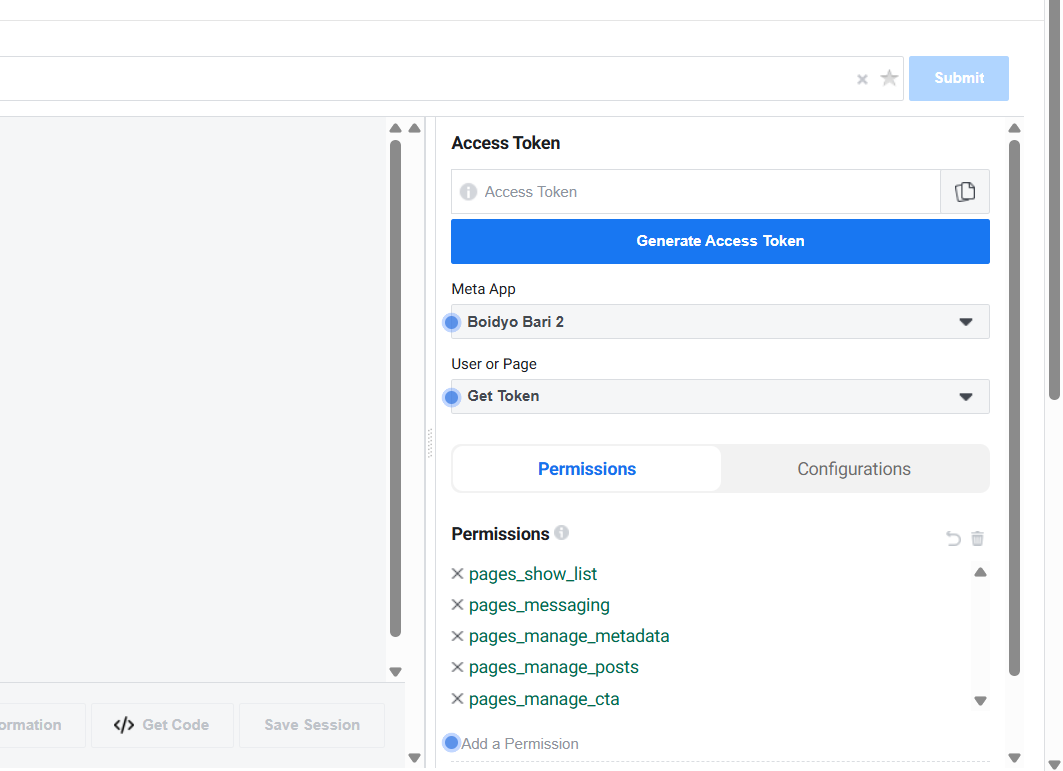 Submit
Access Token
Access Token
Generate Access Token
Meta App
Boidyo Bari 2
User or Page
Get Token
Permissions
Configurations
Permissions
pages_show_list
pages_messaging
pages_manage_metadata
pages_manage_posts
pages_manage_cta
Add a Permission
ormation
</> Get Code
Save Session